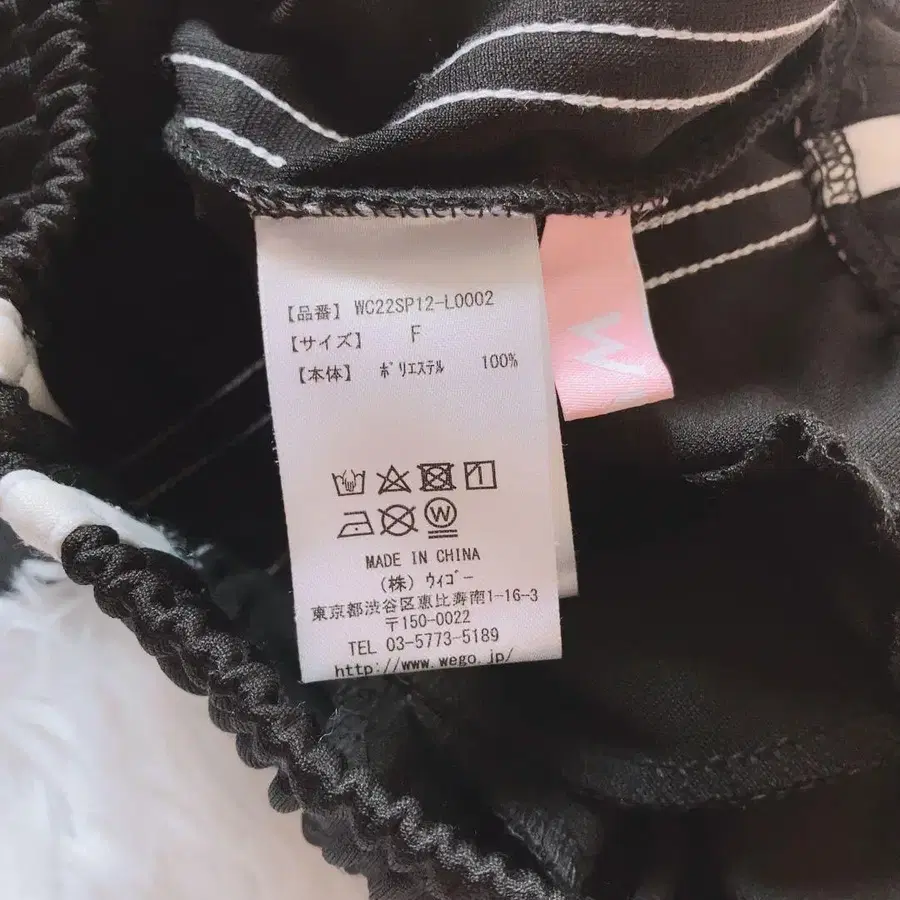 【品番】 WC22SP12-L0002
【サイズ】 F
【本体】 ﾎﾟﾘｴｽﾃﾙ 100%
W
MADE IN CHINA
(株) ｳｨｺﾞｰ
東京都渋谷区恵比寿南1-16-3
〒150-0022
TEL 03-5773-5189
http://www.wego.jp/
W